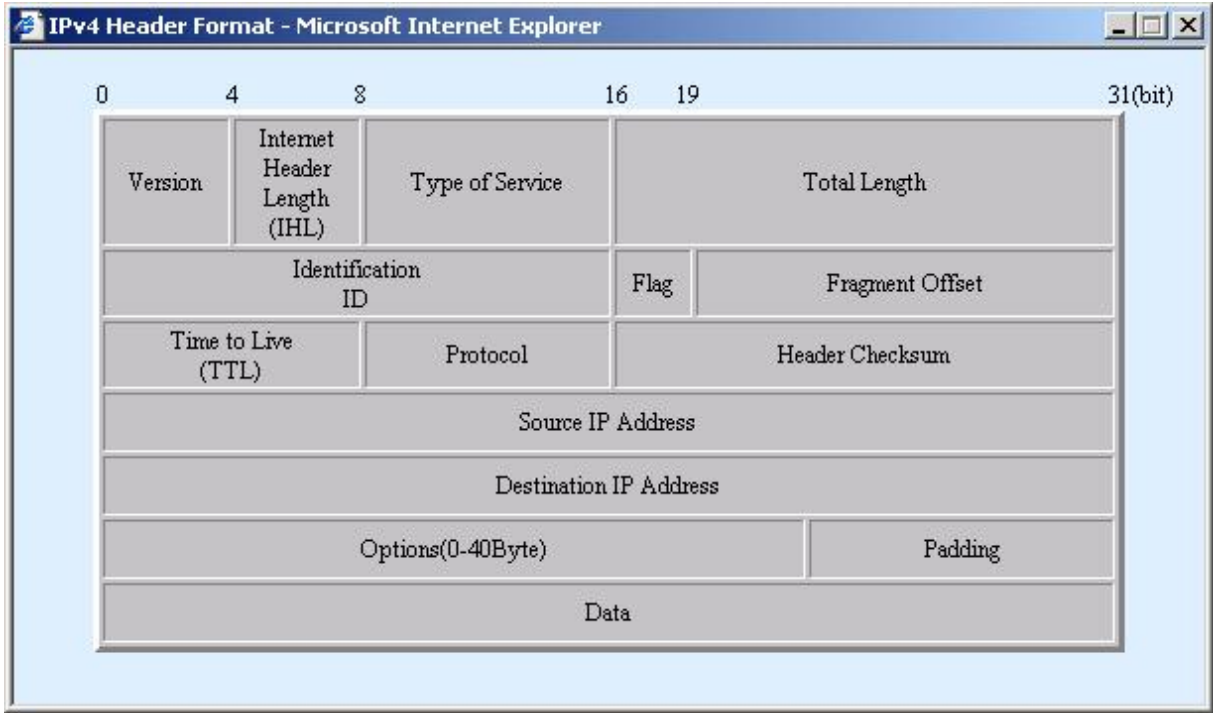 IPv4 Header Format - Microsoft Internet Explorer
0 4 8 16 19 31(bit)
Version
Internet
Header
Length
(IHL)
Type of Service
Total Length
Identification
ID
Flag
Fragment Offset
Time to Live
(TTL)
Protocol
Header Checksum
Source IP Address
Destination IP Address
Options(0-40Byte)
Padding
Data